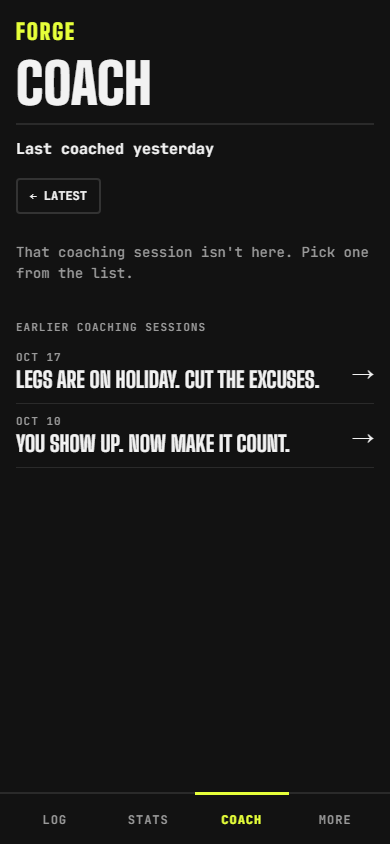 FORGE
COACH
Last coached yesterday
← LATEST
That coaching session isn't here. Pick one
from the list.
EARLIER COACHING SESSIONS
OCT 17
LEGS ARE ON HOLIDAY. CUT THE EXCUSES.
→
OCT 10
YOU SHOW UP. NOW MAKE IT COUNT.
→
LOG STATS COACH MORE